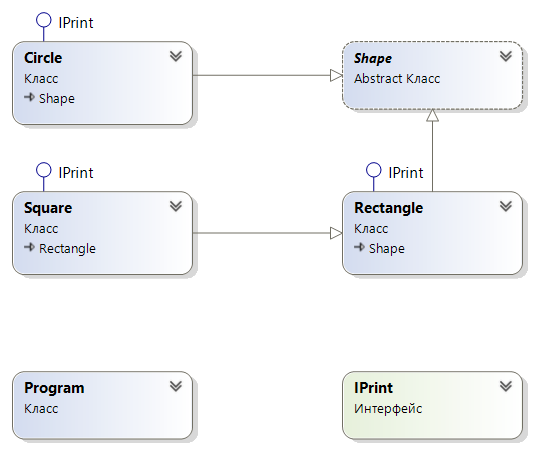 IPrint
Circle
Класс
Shape
Shape
Abstract Класс
IPrint
Square
Класс
Rectangle
IPrint
Rectangle
Класс
Shape
Program
Класс
IPrint
Интерфейс